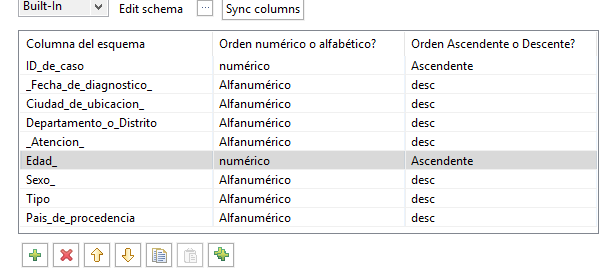 Built-In Edit schema ... Sync columns
Columna del esquema Orden numérico o alfabético? Orden Ascendente o Descente?
ID_de_caso numérico Ascendente
_Fecha_de_diagnostico_ Alfanumérico desc
Ciudad_de_ubicacion_ Alfanumérico desc
Departamento_o_Distrito Alfanumérico desc
_Atencion_ Alfanumérico desc
Edad_ numérico Ascendente
Sexo_ Alfanumérico desc
Tipo Alfanumérico desc
Pais_de_procedencia Alfanumérico desc